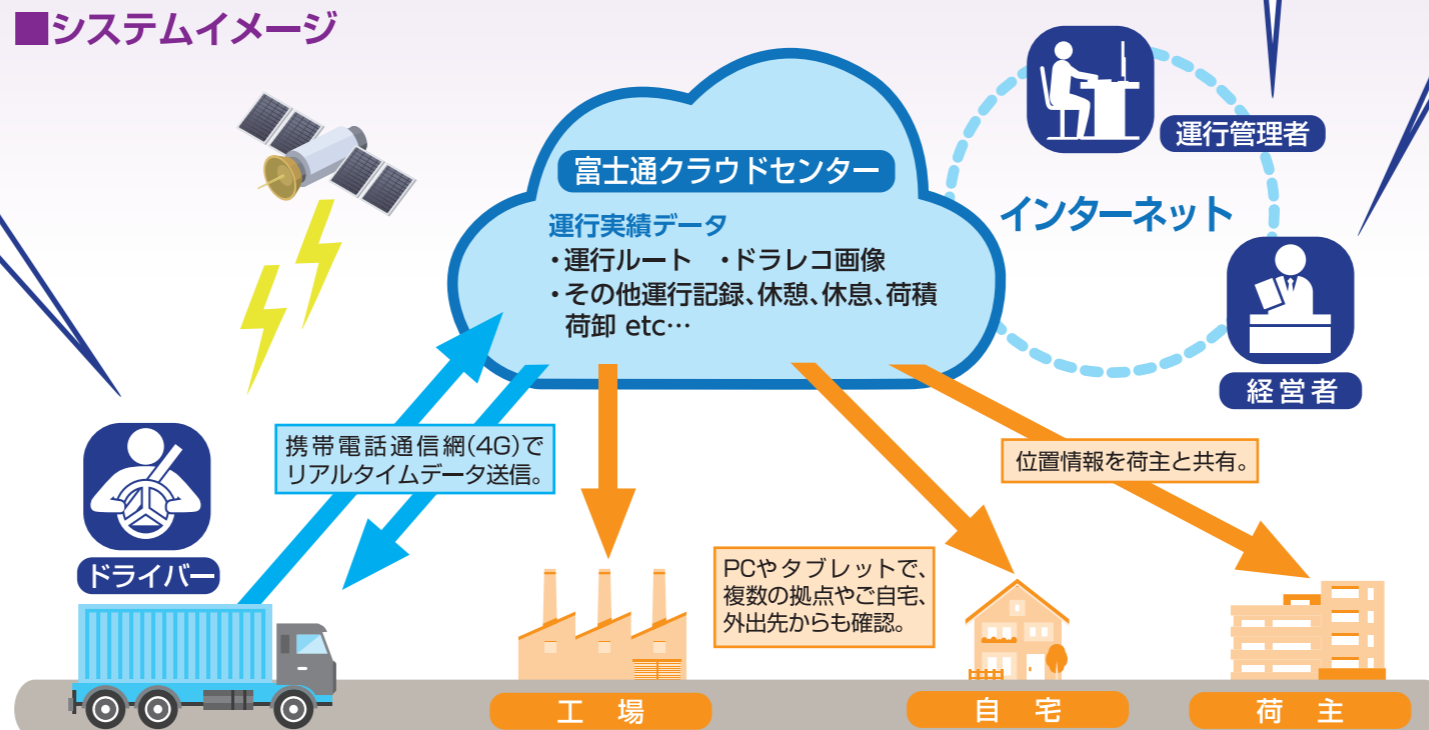 ■システムイメージ
富士通クラウドセンター
運行実績データ
・運行ルート ・ドラレコ画像
・その他運行記録、休憩、休息、荷積
荷卸 etc…
運行管理者
インターネット
経営者
携帯電話通信網(4G)で
リアルタイムデータ送信。
位置情報を荷主と共有。
ドライバー
PCやタブレットで、
複数の拠点やご自宅、
外出先からも確認。
工 場
自 宅
荷 主